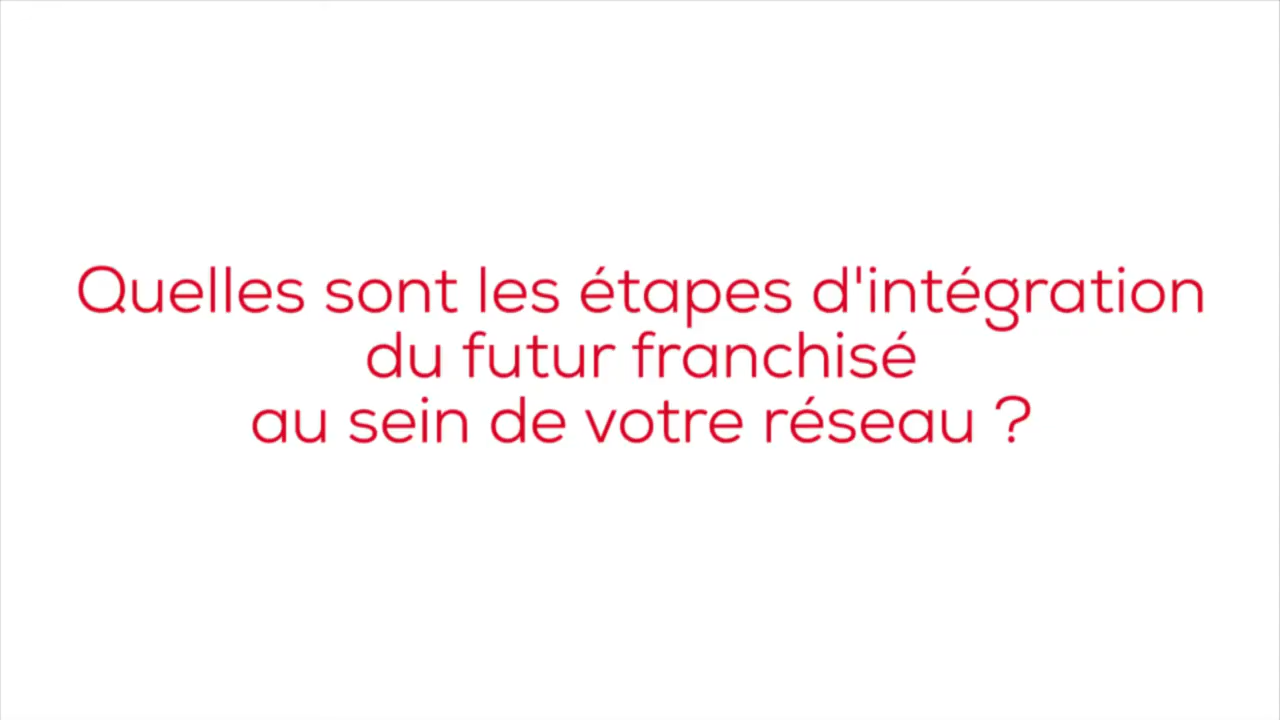 Quelles sont les étapes d'intégration
du futur franchisé
au sein de votre réseau ?